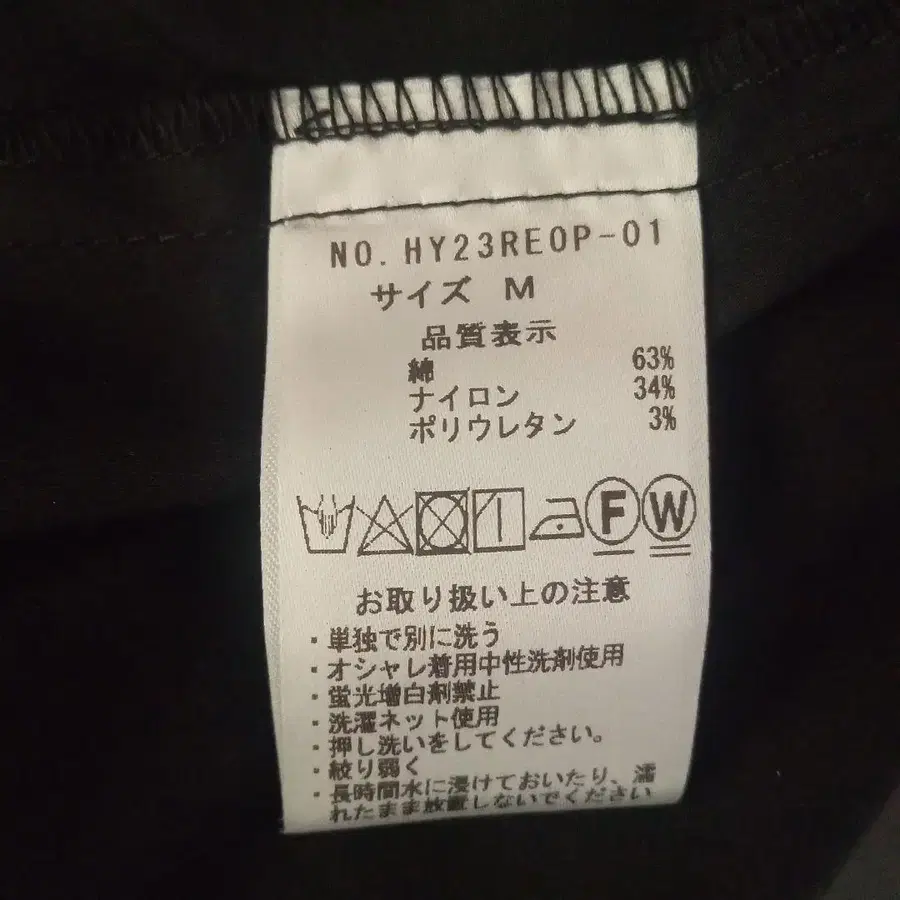 NO. HY23REOP-01
サイズ M
品質表示
綿 63%
ナイロン 34%
ポリウレタン 3%
F W
お取り扱い上の注意
・単独で別に洗う
・オシャレ着用中性洗剤使用
・蛍光増白剤禁止
・洗濯ネット使用
・押し洗いをしてください。
・絞り弱く
・長時間水に浸けておいたり、濡
れたまま放置しないでください